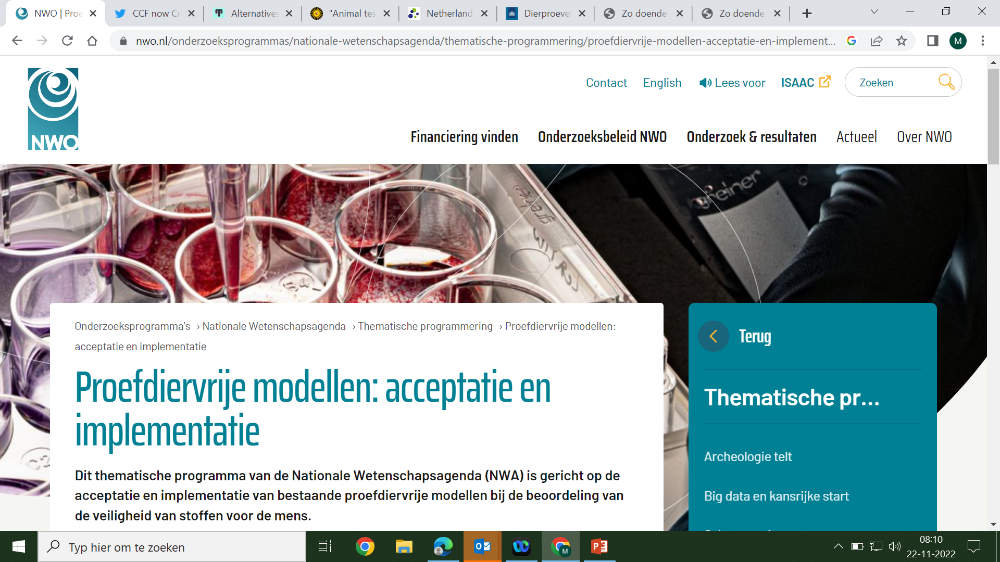 NWO | Proe
CCF now Cr
Alternatives
"Animal tes
Netherland
Dierproeve
Zo doende
Zo doende
nwo.nl/onderzoeksprogrammas/nationale-wetenschapsagenda/thematische-programmering/proefdiervrije-modellen-acceptatie-en-implement...
M
NWO
Contact English Lees voor ISAAC Zoeken
Financiering vinden Onderzoeksbeleid NWO Onderzoek & resultaten Actueel Over NWO
greiner
greiner
Onderzoeksprogramma's › Nationale Wetenschapsagenda › Thematische programmering › Proefdiervrije modellen:
acceptatie en implementatie
Proefdiervrije modellen: acceptatie en
implementatie
Dit thematische programma van de Nationale Wetenschapsagenda (NWA) is gericht op de
acceptatie en implementatie van bestaande proefdiervrije modellen bij de beoordeling van
de veiligheid van stoffen voor de mens.
Terug
Thematische pr...
Archeologie telt
Big data en kansrijke start
Typ hier om te zoeken
08:10
22-11-2022